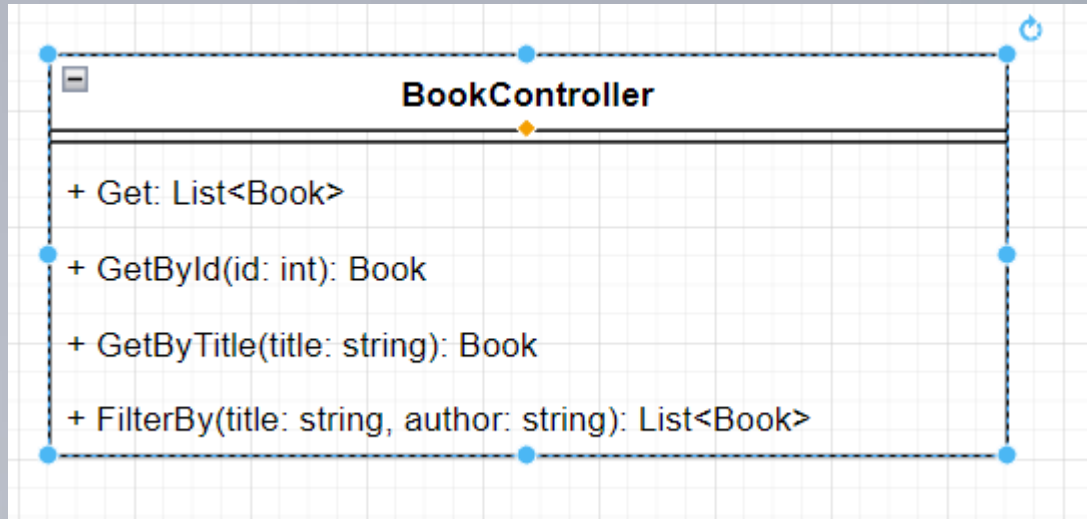 BookController
+ Get: List<Book>
+ GetById(id: int): Book
+ GetByTitle(title: string): Book
+ FilterBy(title: string, author: string): List<Book>